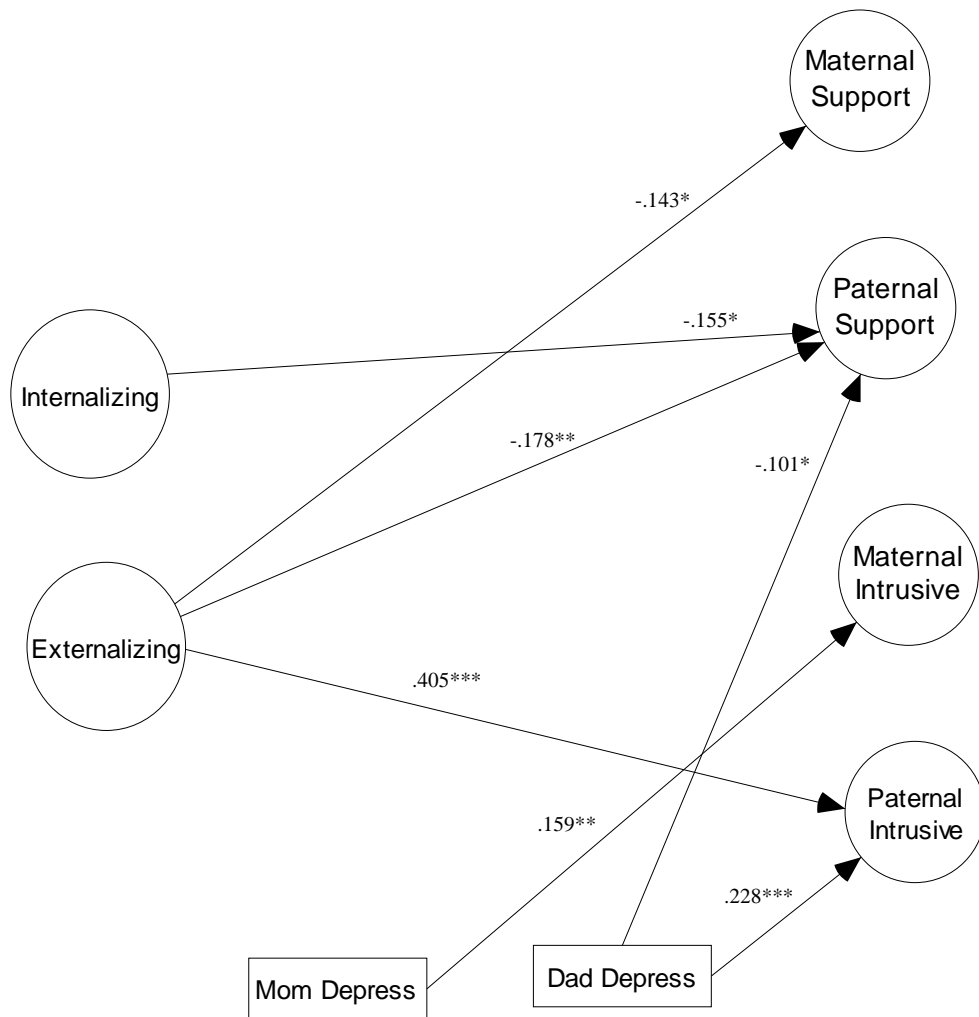 Maternal
Support
-.143*
Paternal
Support
-.155*
Internalizing
-.178**
-.101*
Maternal
Intrusive
Externalizing
.405***
Paternal
Intrusive
.159**
.228***
Mom Depress
Dad Depress